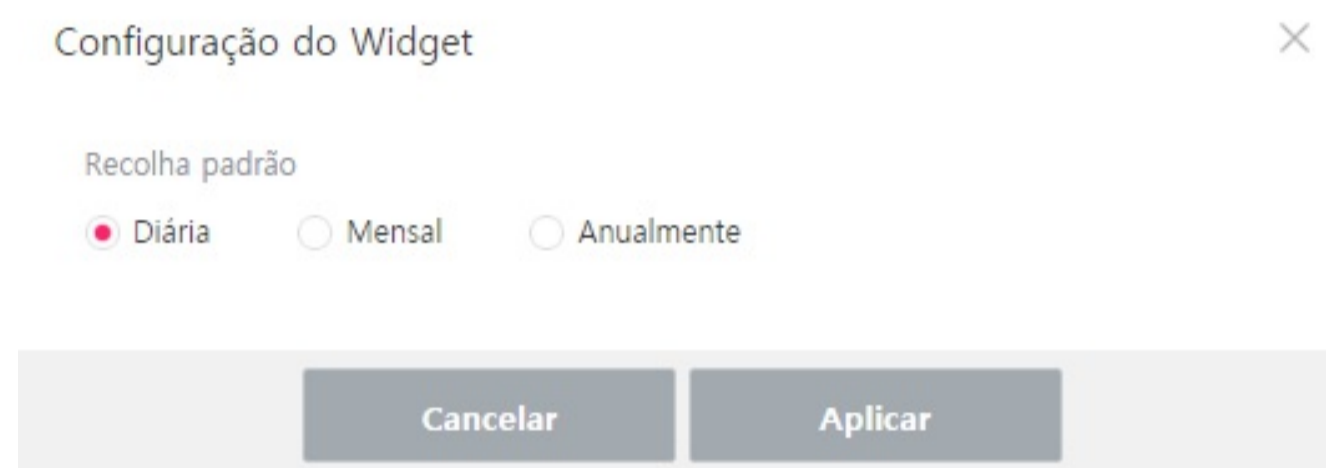 Configuração do Widget
Recolha padrão
Diária Mensal Anualmente
Cancelar Aplicar